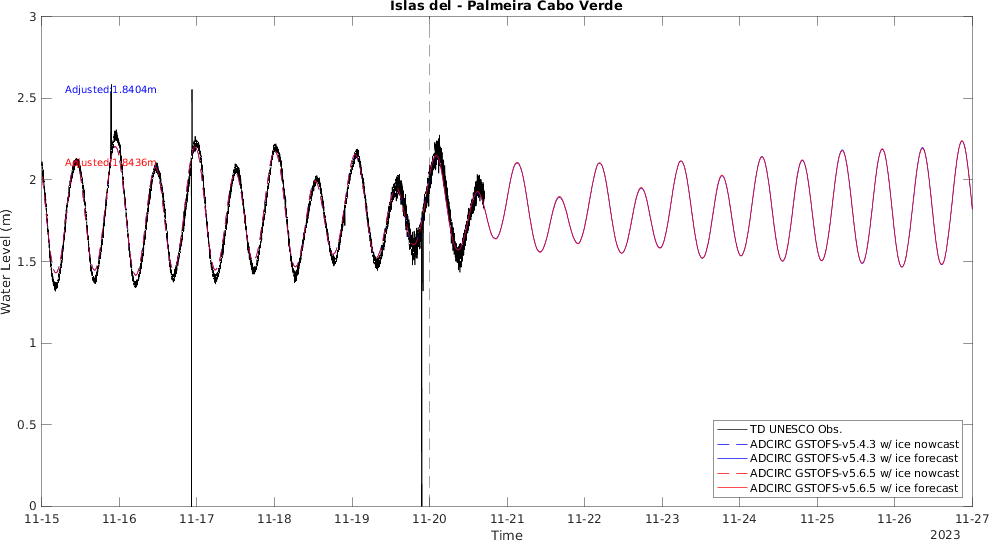 Islas del - Palmeira Cabo Verde
3
2.5
2
1.5
1
0.5
0
Water Level (m)
Adjusted:1.8404m
Adjusted:1.8436m
TD UNESCO Obs.
ADCIRC GSTOFS-v5.4.3 w/ ice nowcast
ADCIRC GSTOFS-v5.4.3 w/ ice forecast
ADCIRC GSTOFS-v5.6.5 w/ ice nowcast
ADCIRC GSTOFS-v5.6.5 w/ ice forecast
11-15 11-16 11-17 11-18 11-19 11-20 11-21 11-22 11-23 11-24 11-25 11-26 11-27
Time
2023